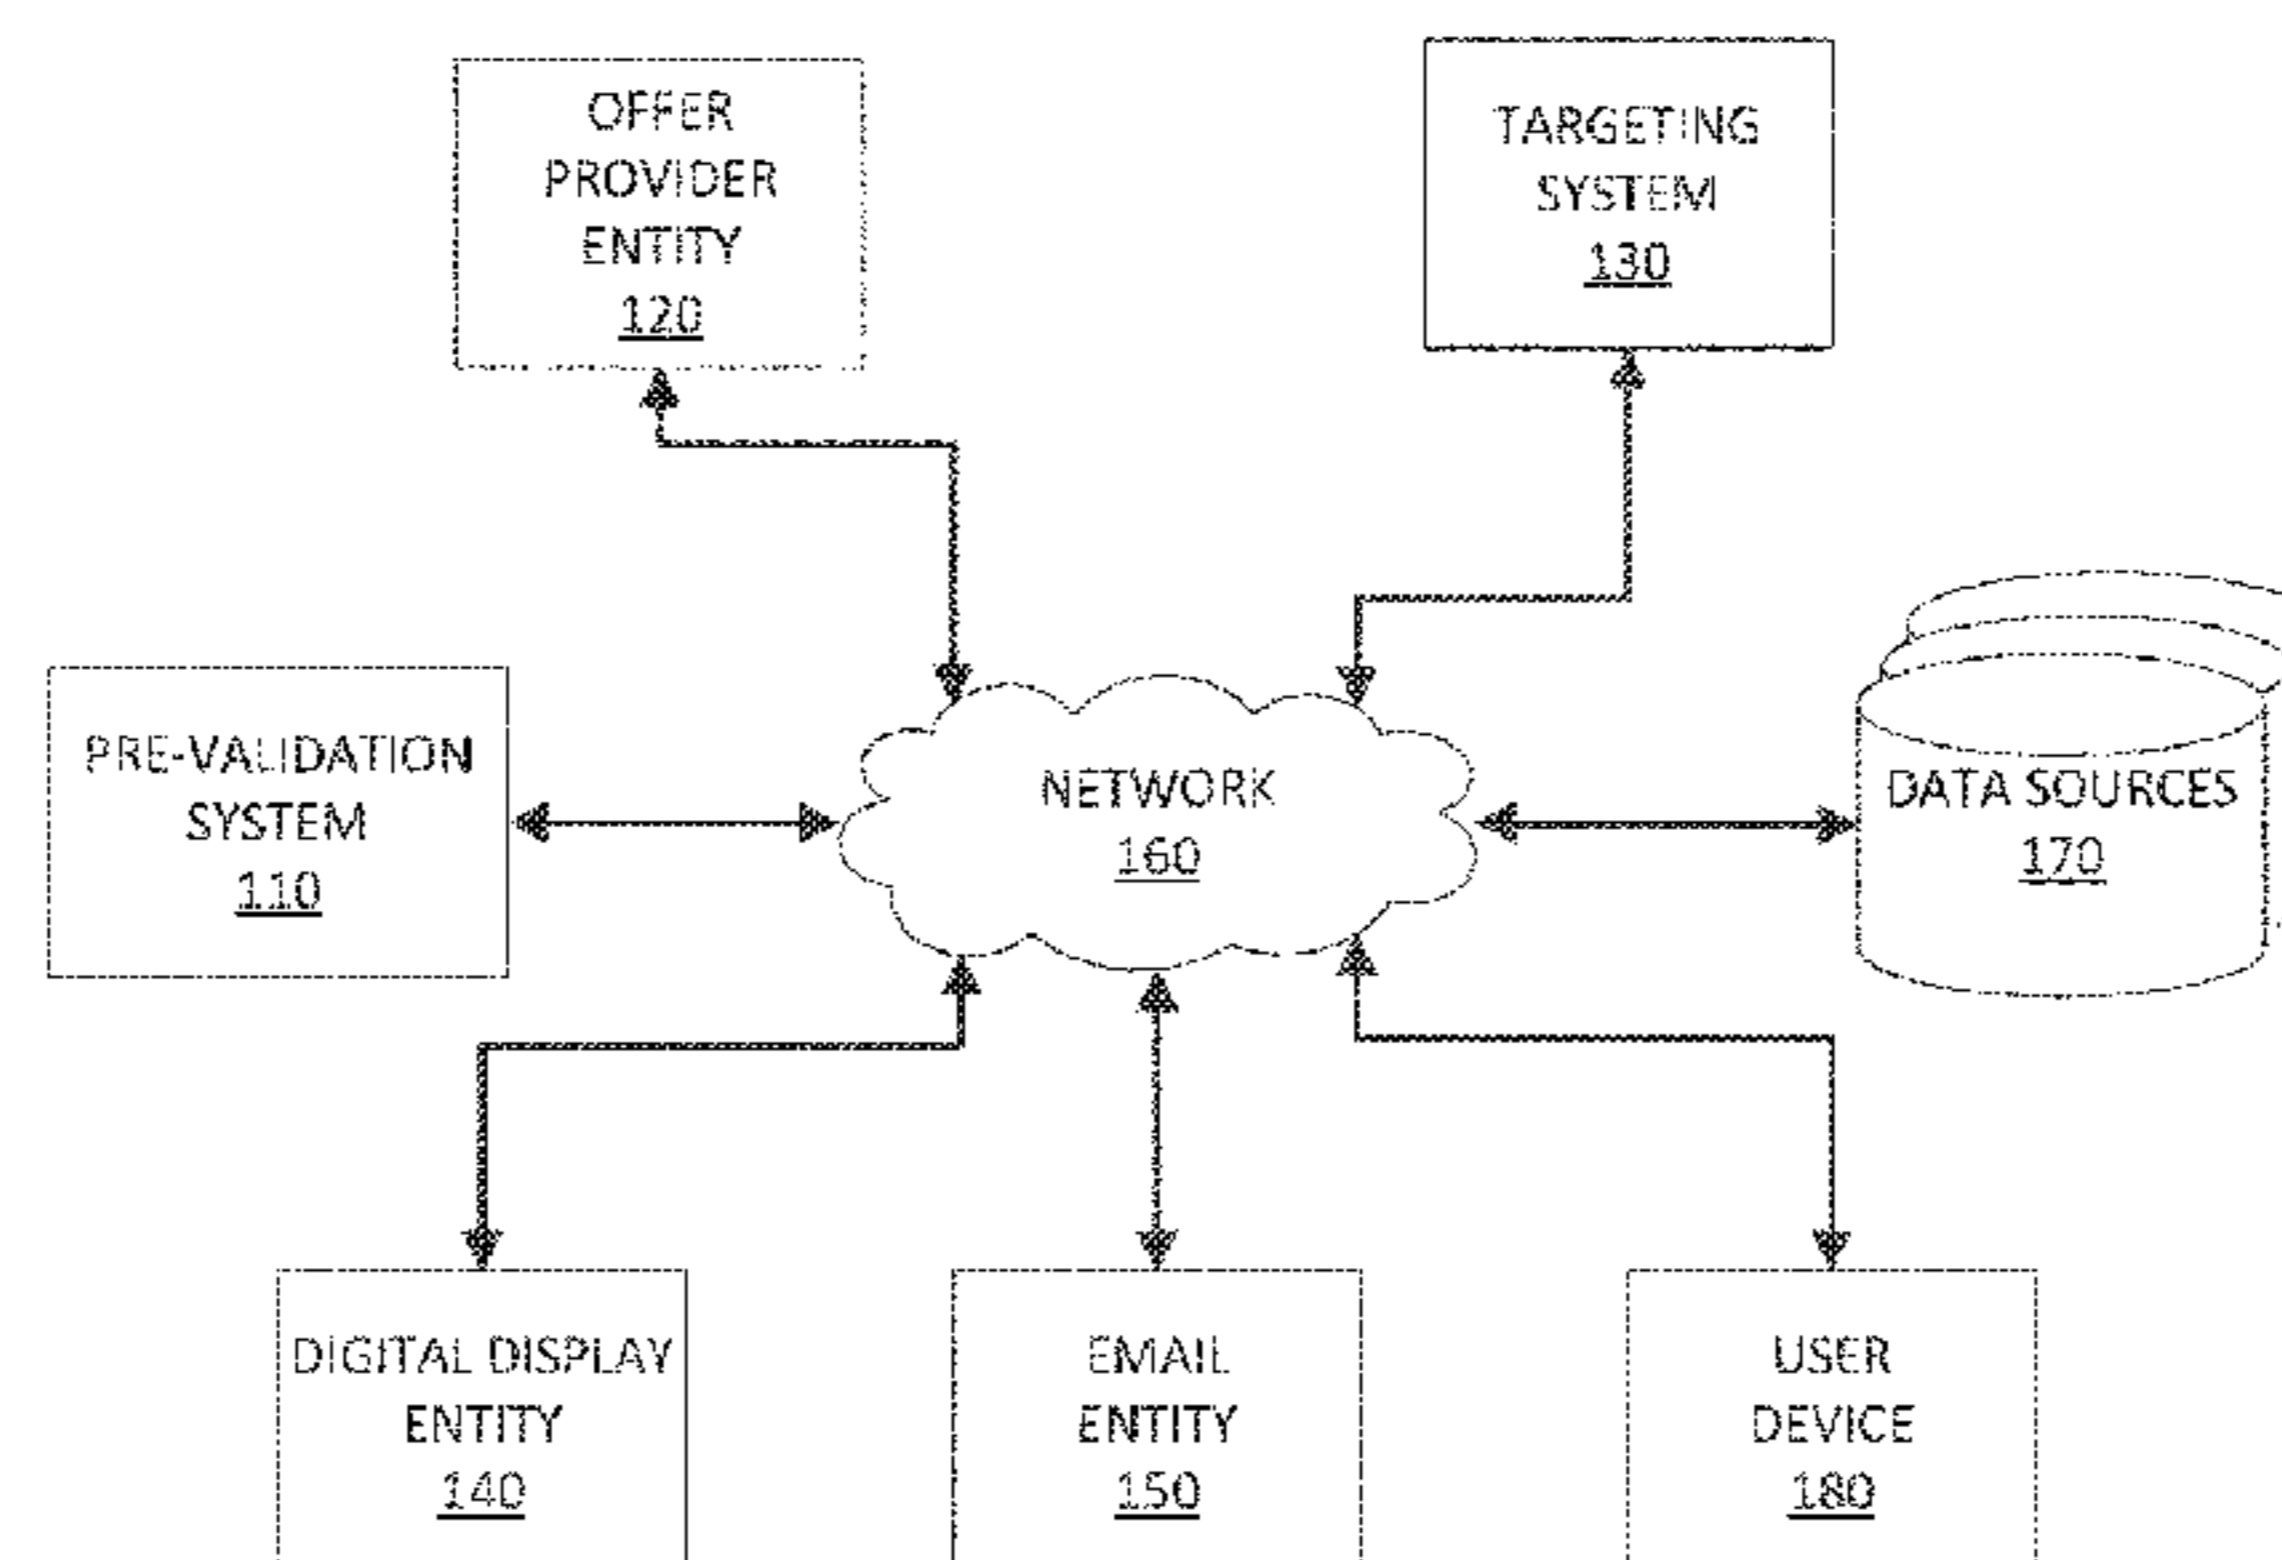 OFFER
PROVIDER
ENTITY
120
TARGETING
SYSTEM
130
PRE-VALIDATION
SYSTEM
110
NETWORK
160
DATA SOURCES
170
DIGITAL DISPLAY
ENTITY
140
EMAIL
ENTITY
150
USER
DEVICE
180